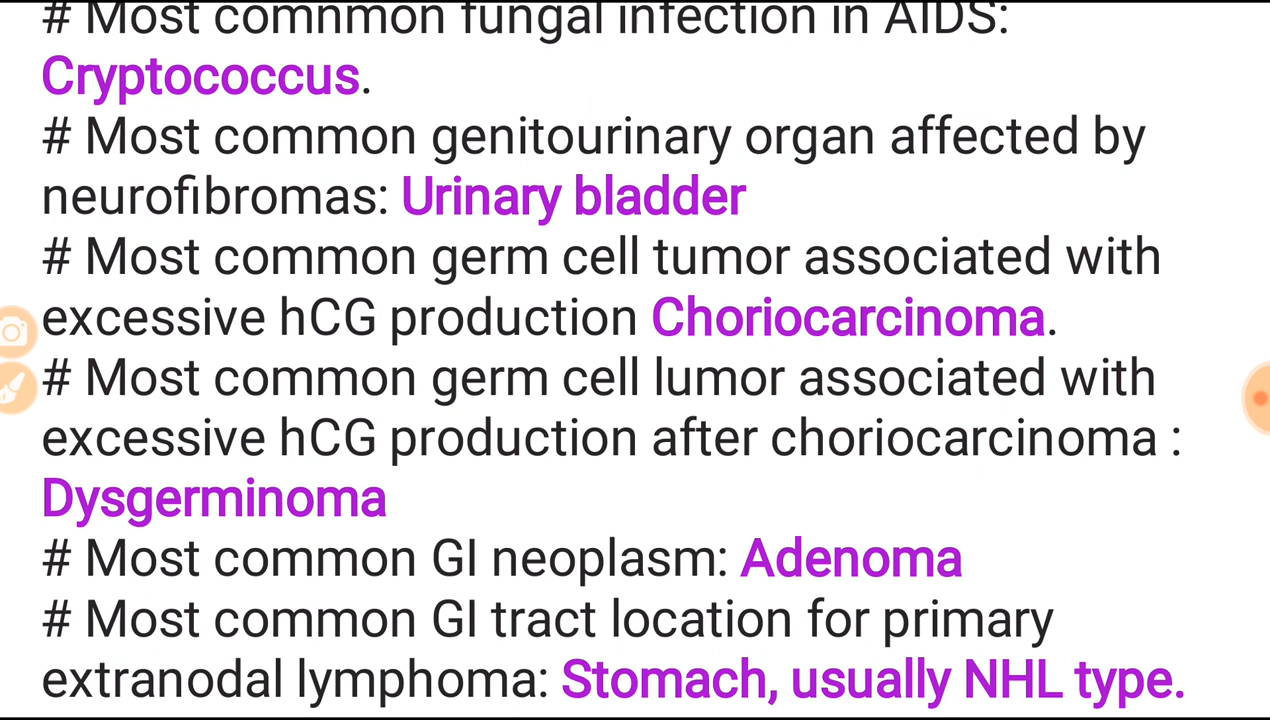 # Most comnmon fungal infection in AIDS:
Cryptococcus.
# Most common genitourinary organ affected by
neurofibromas: Urinary bladder
# Most common germ cell tumor associated with
excessive hCG production Choriocarcinoma.
# Most common germ cell lumor associated with
excessive hCG production after choriocarcinoma :
Dysgerminoma
# Most common GI neoplasm: Adenoma
# Most common GI tract location for primary
extranodal lymphoma: Stomach, usually NHL type.